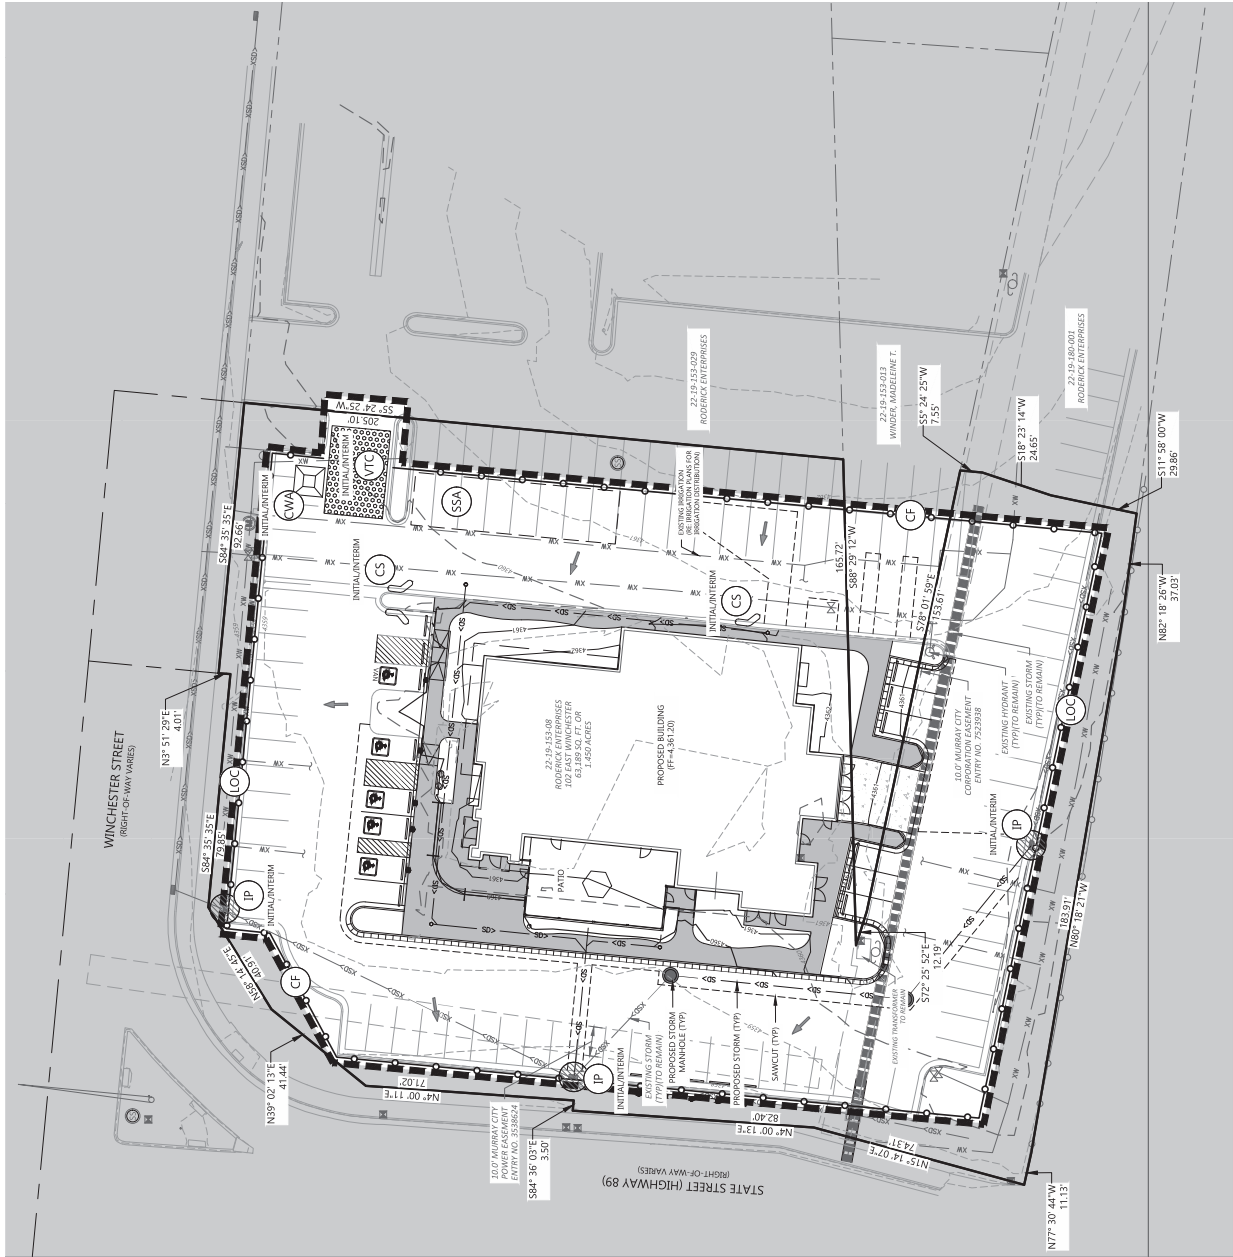 WINCHESTER STREET
(RIGHT-OF-WAY VARIES)
N3° 51' 29"E
4.01'
S84° 35' 35"E
92.66'
S84° 35' 35"E
79.85'
S5° 24' 25"W
205.10'
INITIAL/INTERIM
CWA
INITIAL/INTERIM
VTC
SSA
INITIAL/INTERIM
CS
INITIAL/INTERIM
CS
CF
LOC
IP
INITIAL/INTERIM
CF
N58° 14' 45"E
40.91'
N39° 02' 13"E
41.44'
N4° 00' 11"E
71.02'
IP
INITIAL/INTERIM
10.0' MURRAY CITY
POWER EASEMENT
ENTRY NO. 3538624
S84° 36' 03"E
3.50'
STATE STREET (HIGHWAY 89)
(RIGHT-OF-WAY VARIES)
N4° 00' 13"E
82.40'
N15° 14' 07"E
74.31'
N77° 30' 44"W
11.13'
EXISTING STORM
(TYP)(TO REMAIN)
PROPOSED STORM
MANHOLE (TYP)
PROPOSED STORM (TYP)
SAWCUT (TYP)
EXISTING TRANSFORMER
TO REMAIN
S72° 25' 52"E
12.19'
22-19-153-08
RODERICK ENTERPRISES
102 EAST WINCHESTER
63,189 SQ. FT. OR
1.450 ACRES
PROPOSED BUILDING
(FF=4,361.20)
PATIO
VAN
EXISTING IRRIGATION
(RE: IRRIGATION PLANS FOR
IRRIGATION DISTRIBUTION)
22-19-153-029
RODERICK ENTERPRISES
22-19-153-013
WINDER, MADELEINE T.
22-19-180-001
RODERICK ENTERPRISES
165.72'
S88° 29' 12"W
S78° 01' 59"E
153.61'
S5° 24' 25"W
7.55'
S18° 23' 14"W
24.65'
S11° 58' 00"W
29.86'
N82° 18' 26"W
37.03'
10.0' MURRAY CITY
CORPORATION EASEMENT
ENTRY NO. 7523938
EXISTING HYDRANT
(TYP)(TO REMAIN)
EXISTING STORM
(TYP)(TO REMAIN)
LOC
INITIAL/INTERIM
IP
183.91'
N80° 18' 21"W